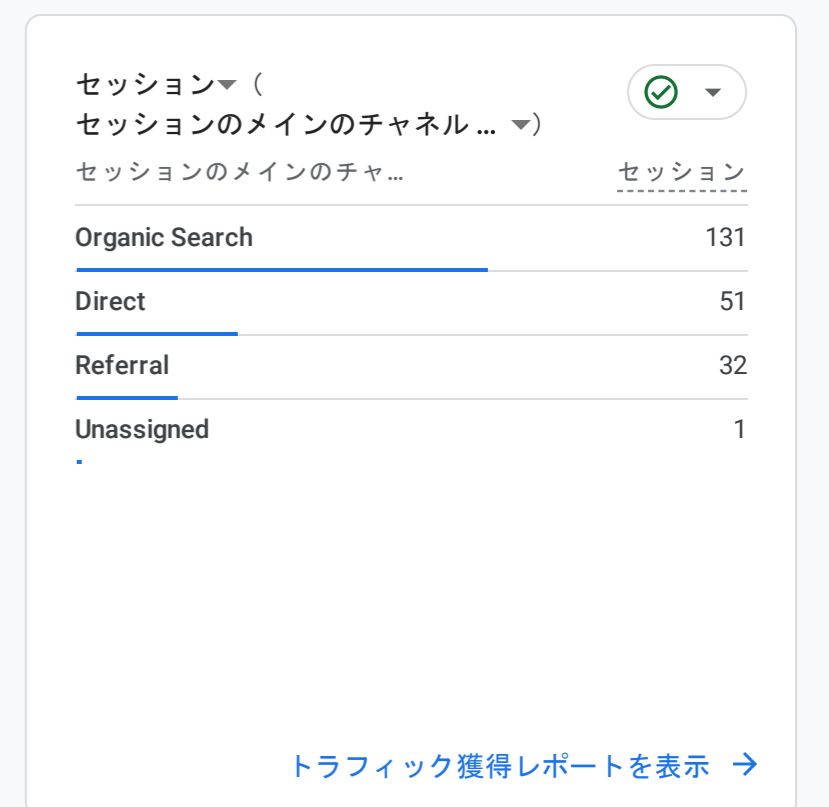 セッション (
セッションのメインのチャネル ... )
セッションのメインのチャ... セッション
Organic Search 131
Direct 51
Referral 32
Unassigned 1
トラフィック獲得レポートを表示 →